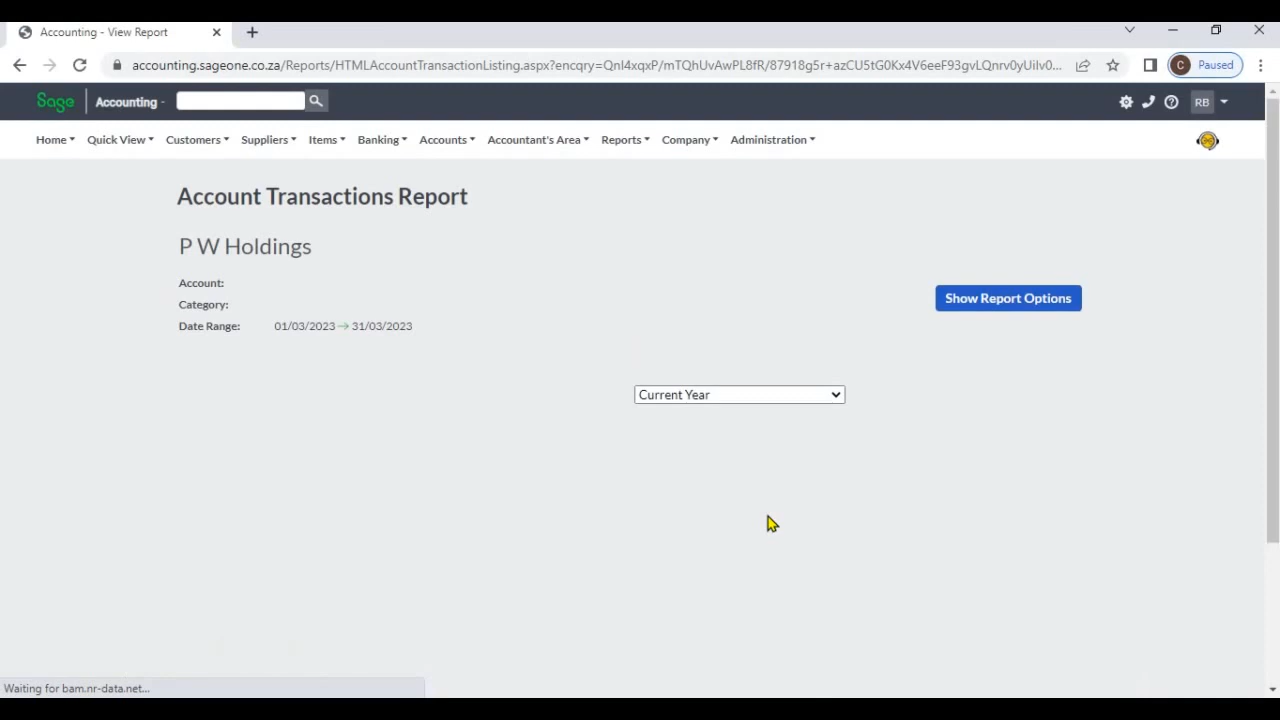 Accounting - View Report
accounting.sageone.co.za/Reports/HTMLAccountTransactionListing.aspx?encqry=QnI4xqxP/mTQhUvAwPL8fR/87918g5r+azCU5tG0Kx4V6eeF93gvLQnrv0yUiIv0...
C Paused
Sage Accounting -
RB
Home Quick View Customers Suppliers Items Banking Accounts Accountant's Area Reports Company Administration
Account Transactions Report
P W Holdings
Account:
Show Report Options
Category:
Date Range: 01/03/2023 → 31/03/2023
Current Year
Waiting for bam.nr-data.net...